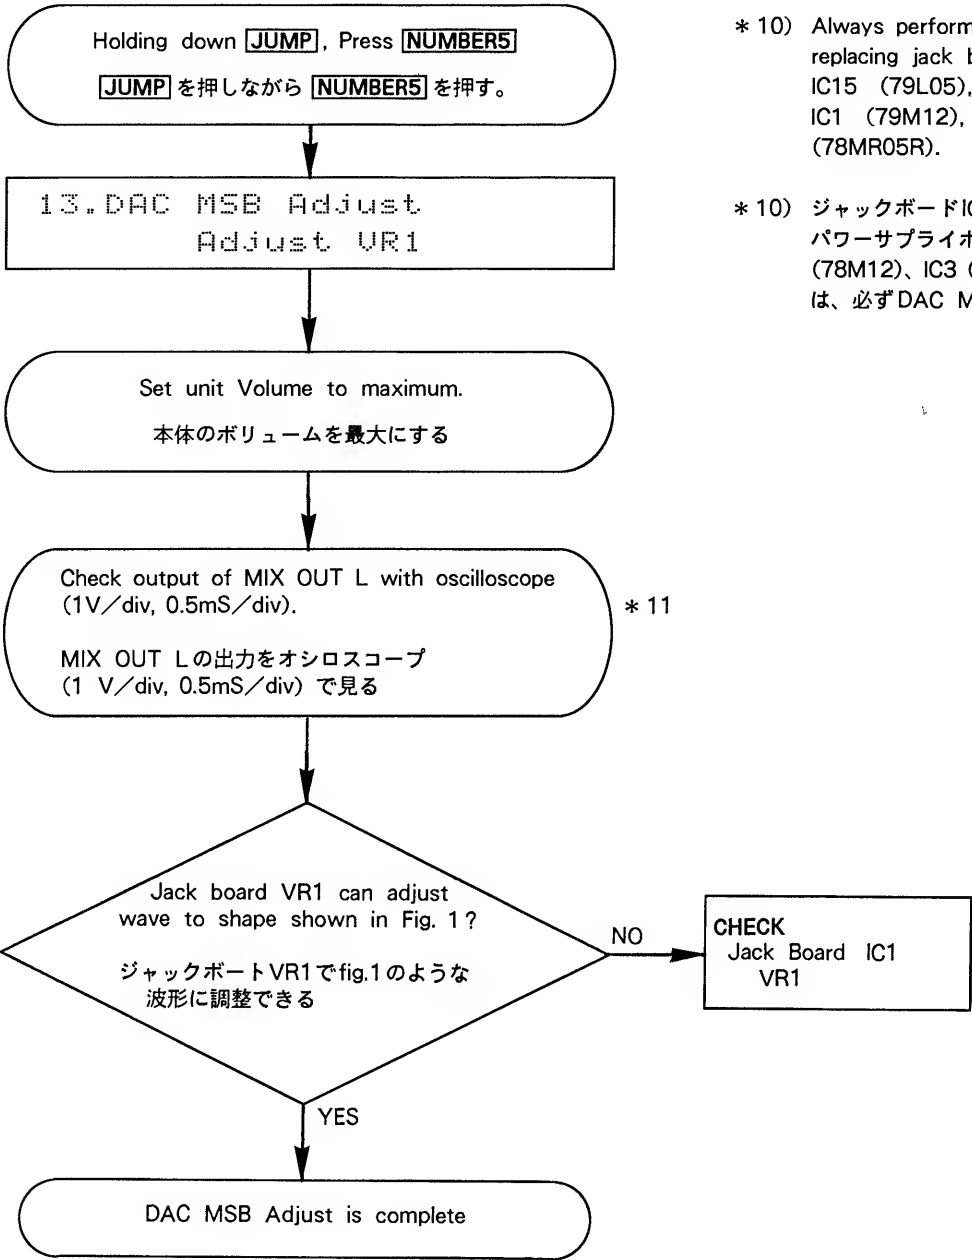 Holding down JUMP, Press NUMBER5
JUMP を押しながら NUMBER5 を押す。
13.DAC MSB Adjust
Adjust VR1
Set unit Volume to maximum.
本体のボリュームを最大にする
Check output of MIX OUT L with oscilloscope
(1V／div, 0.5mS／div).
MIX OUT Lの出力をオシロスコープ
(1 V／div, 0.5mS／div) で見る
＊11
Jack board VR1 can adjust
wave to shape shown in Fig. 1?
ジャックボートVR1でfig.1のような
波形に調整できる
NO
CHECK
Jack Board IC1
VR1
YES
DAC MSB Adjust is complete
＊10) Always perform
replacing jack
IC15 (79L05),
IC1 (79M12),
(78MR05R).
＊10) ジャックボードIC
パワーサプライボ
(78M12)、IC3 (
は、必ずDAC M